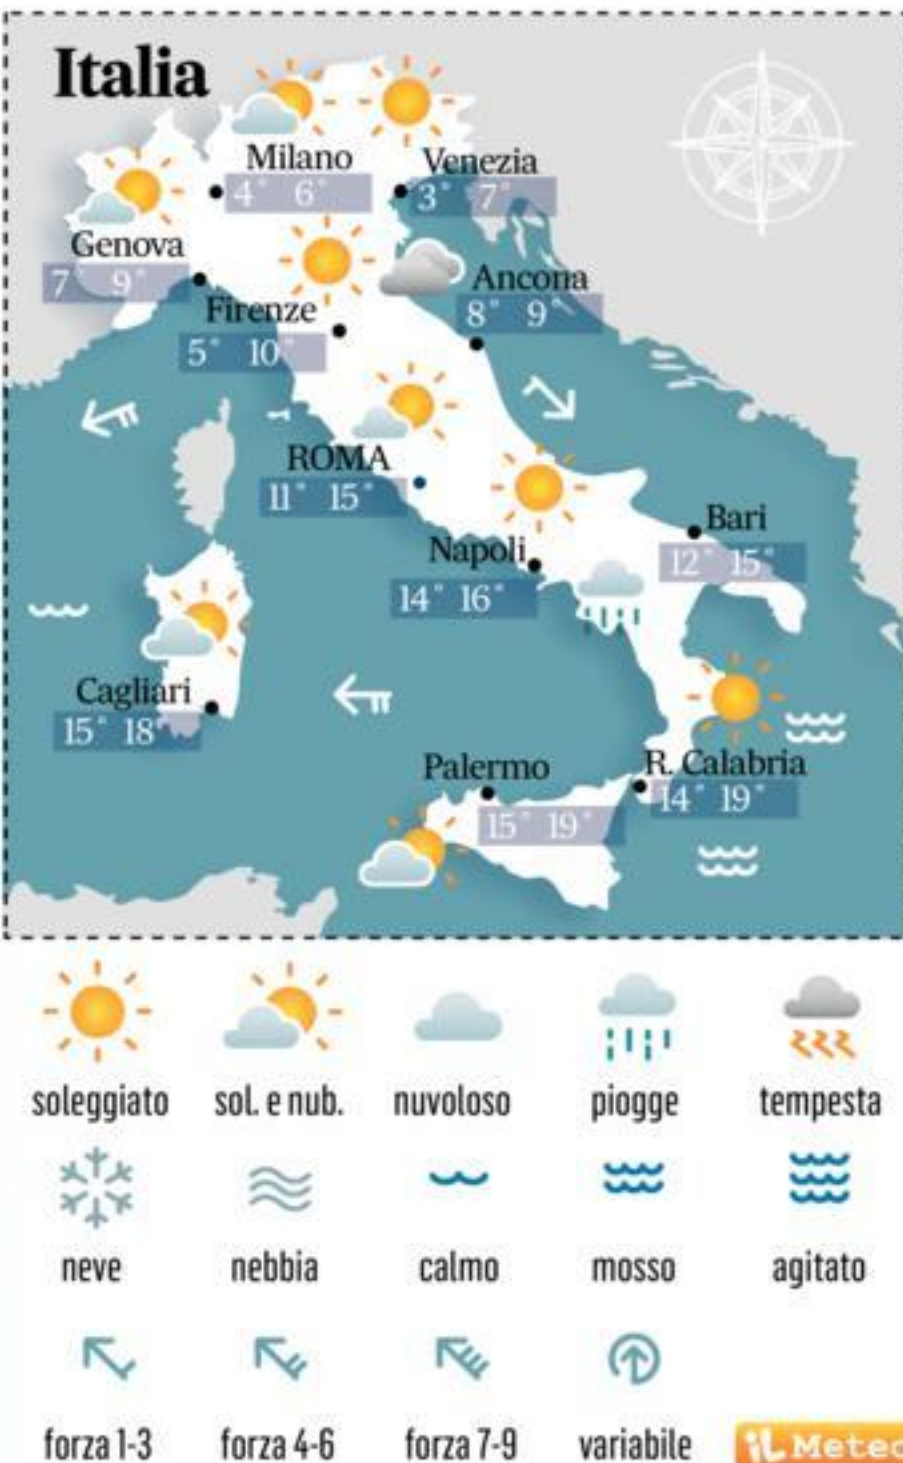 Italia
Milano
4° 6°
Venezia
3° 7°
Genova
7° 9°
Ancona
8° 9°
Firenze
5° 10°
ROMA
11° 15°
Bari
12° 15°
Napoli
14° 16°
Cagliari
15° 18°
Palermo
15° 19°
R. Calabria
14° 19°
soleggiato sol. e nub. nuvoloso piogge tempesta
neve nebbia calmo mosso agitato
forza 1-3 forza 4-6 forza 7-9 variabile
iL Meteo